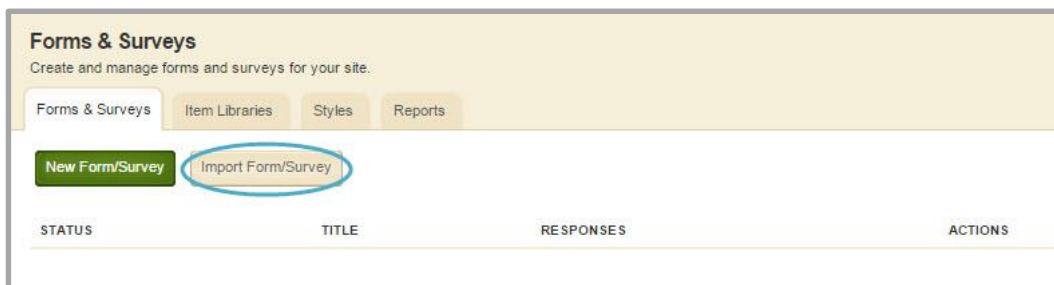 Forms & Surveys
Create and manage forms and surveys for your site.
Forms & Surveys Item Libraries Styles Reports
New Form/Survey Import Form/Survey
STATUS TITLE RESPONSES ACTIONS